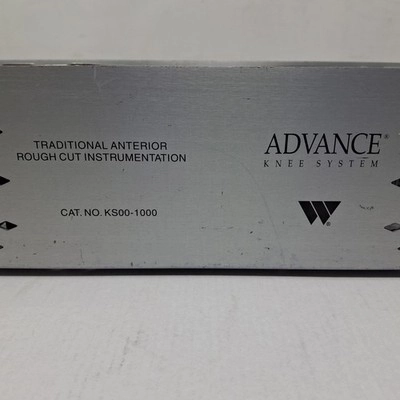 TRADITIONAL ANTERIOR
ROUGH CUT INSTRUMENTATION
CAT. NO. KS00-1000
ADVANCE®
KNEE SYSTEM
W®